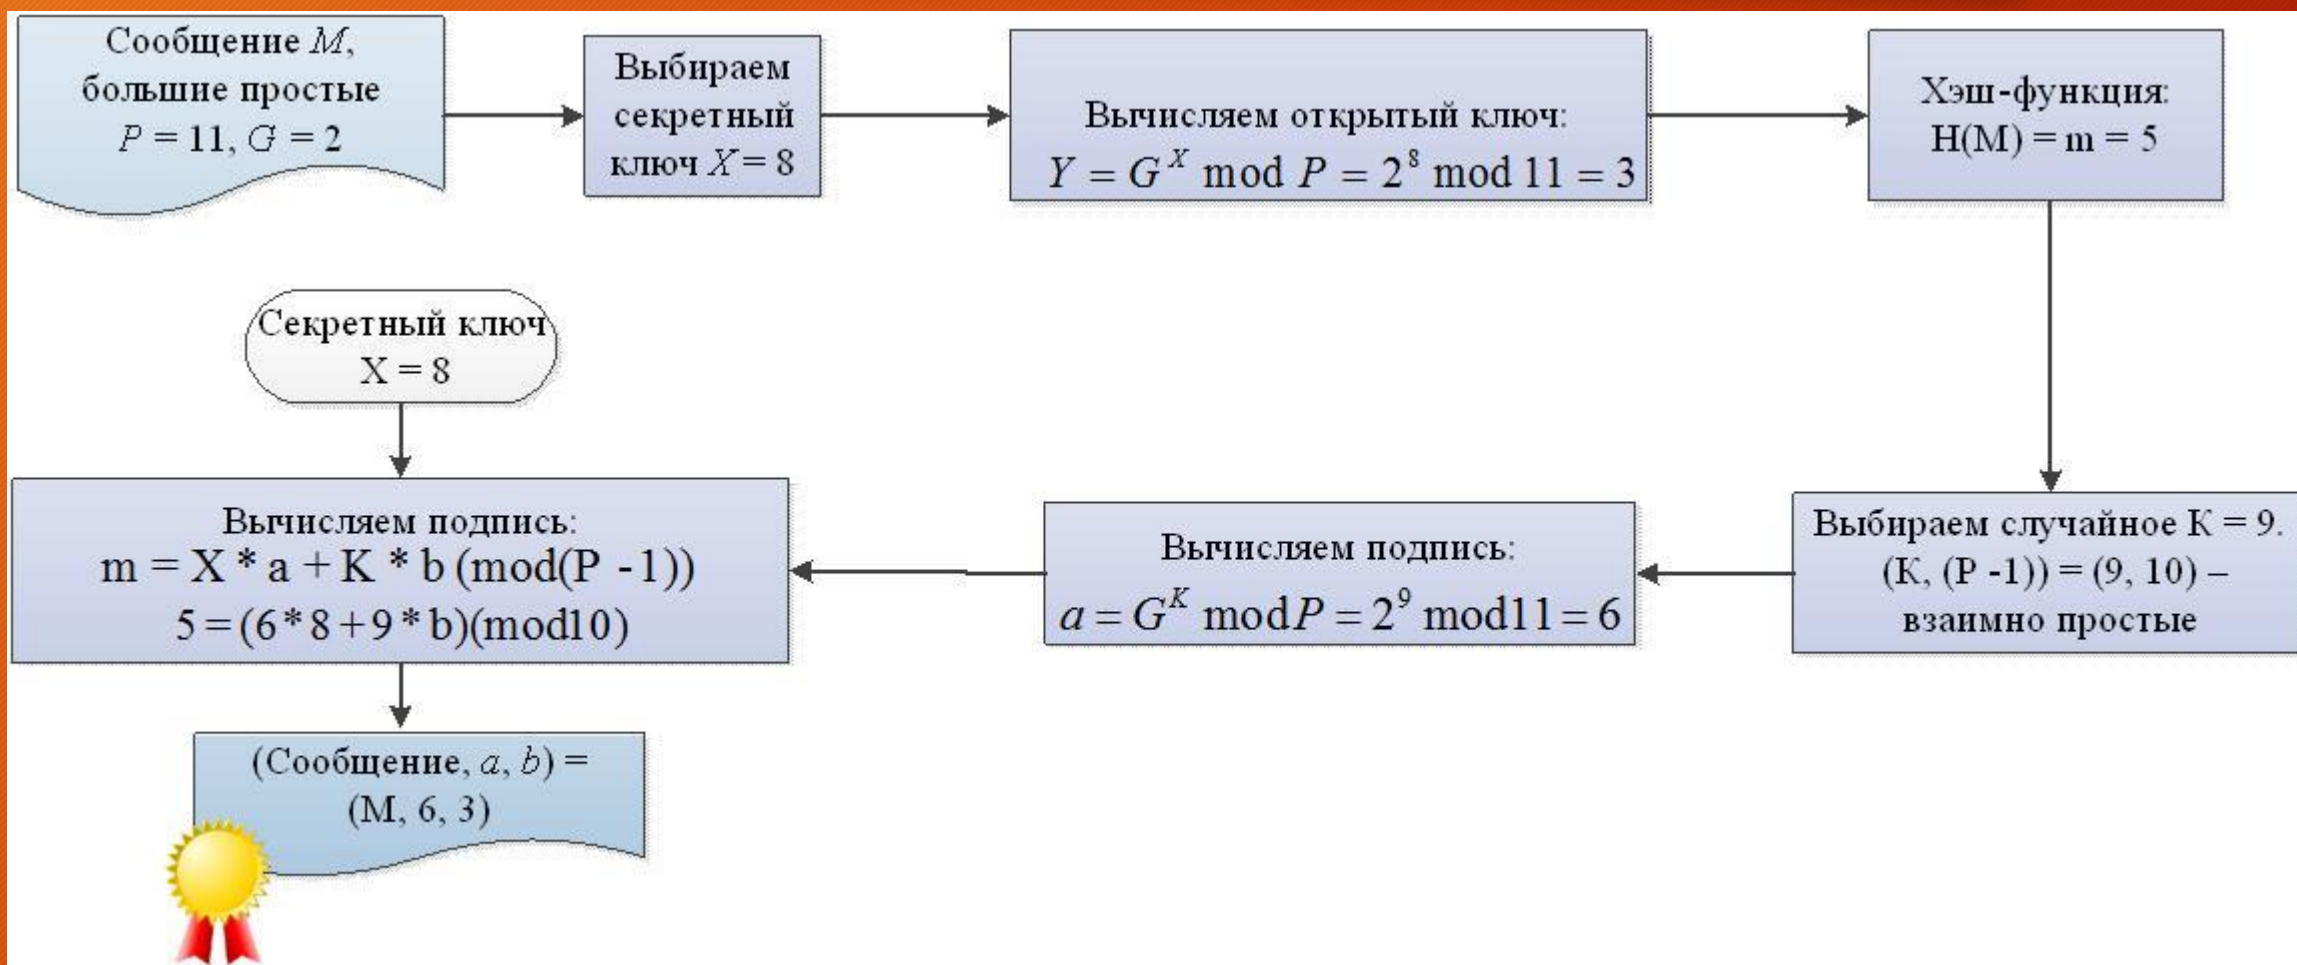 Сообщение M,
большие простые
P = 11, G = 2
Выбираем
секретный
ключ X = 8
Вычисляем открытый ключ:
Y = G^X mod P = 2^8 mod 11 = 3
Хэш-функция:
H(M) = m = 5
Секретный ключ
X = 8
Вычисляем подпись:
m = X * a + K * b (mod(P -1))
5 = (6*8+9*b)(mod10)
Вычисляем подпись:
a = G^K mod P = 2^9 mod 11 = 6
Выбираем случайное К = 9.
(К, (Р -1)) = (9, 10) –
взаимно простые
(Сообщение, a, b) =
(М, 6, 3)